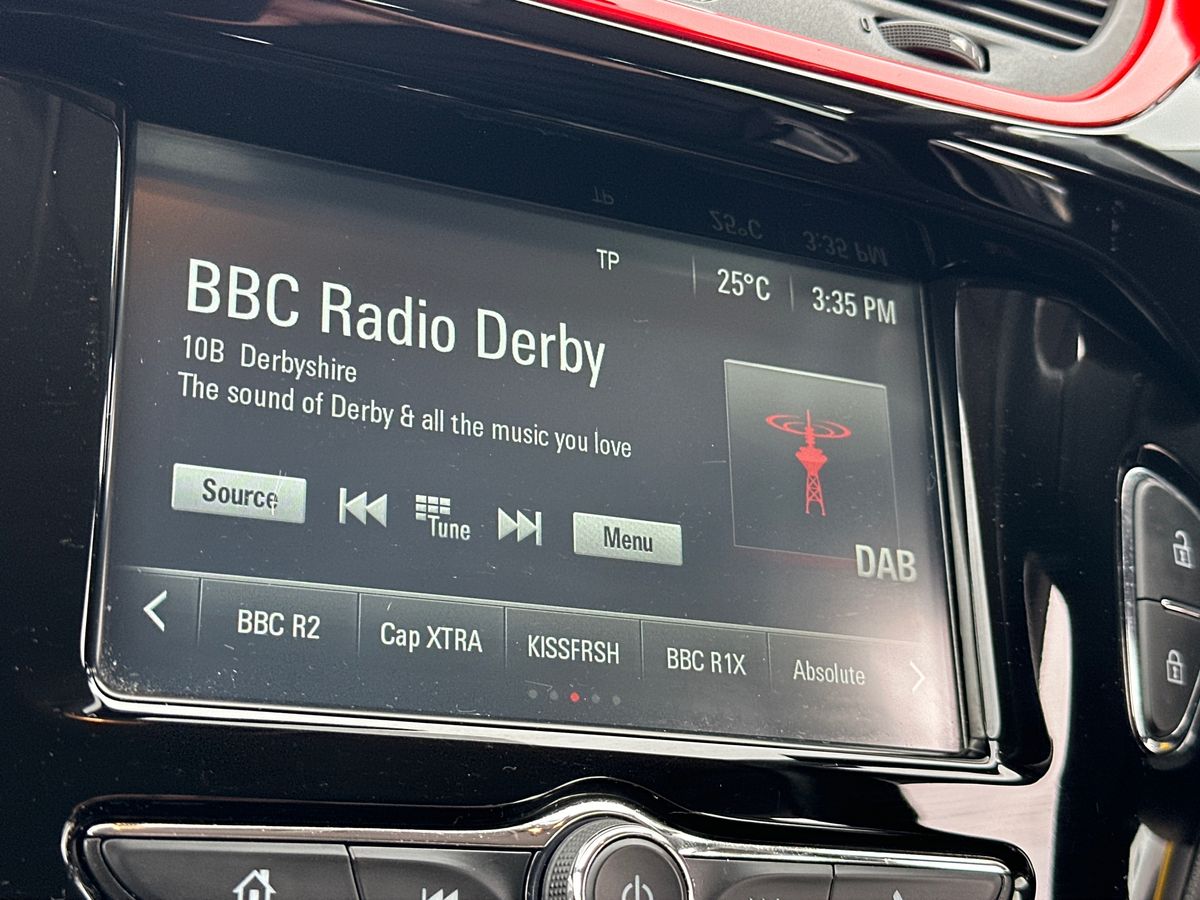 TP 25°C 3:35 PM
BBC Radio Derby
10B Derbyshire
The sound of Derby & all the music you love
Source Tune Menu
DAB
BBC R2 Cap XTRA KISSFRSH BBC R1X Absolute